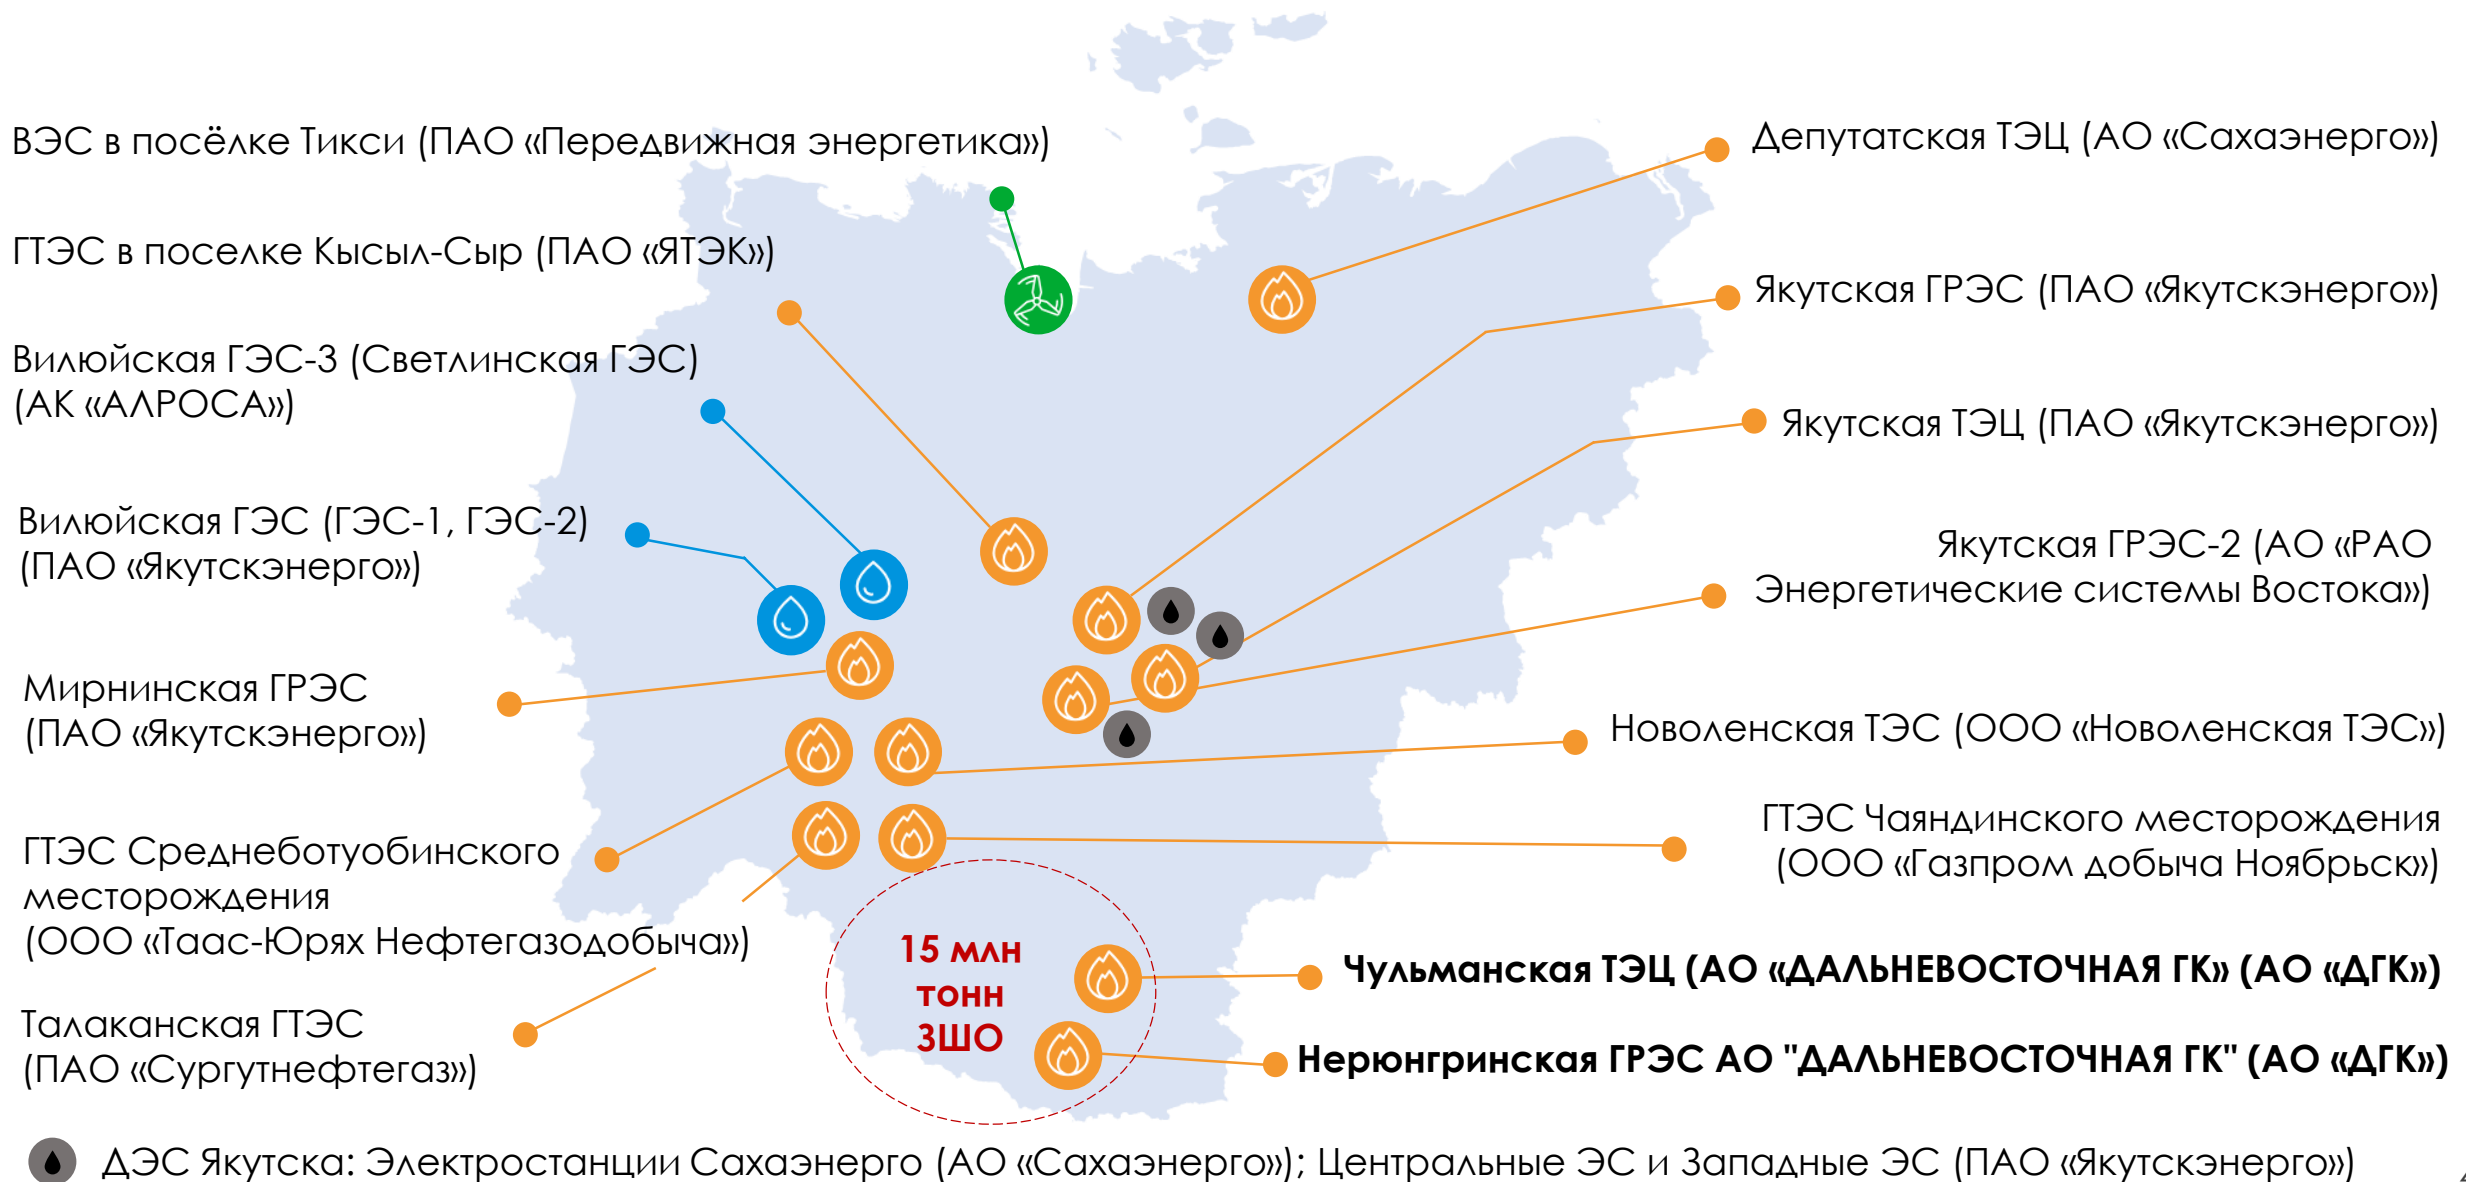 ВЭС в посёлке Тикси (ПАО «Передвижная энергетика»)
ГТЭС в поселке Кысыл-Сыр (ПАО «ЯТЭК»)
Вилюйская ГЭС-3 (Светлинская ГЭС)
(АК «АЛРОСА»)
Вилюйская ГЭС (ГЭС-1, ГЭС-2)
(ПАО «Якутскэнерго»)
Мирнинская ГРЭС
(ПАО «Якутскэнерго»)
ГТЭС Среднеботуобинского
месторождения
(ООО «Таас-Юрях Нефтегазодобыча»)
Талаканская ГТЭС
(ПАО «Сургутнефтегаз»)
15 млн
тонн
ЗШО
Депутатская ТЭЦ (АО «Сахаэнерго»)
Якутская ГРЭС (ПАО «Якутскэнерго»)
Якутская ТЭЦ (ПАО «Якутскэнерго»)
Якутская ГРЭС-2 (АО «РАО
Энергетические системы Востока»)
Новоленская ТЭС (ООО «Новоленская ТЭС»)
ГТЭС Чаяндинского месторождения
(ООО «Газпром добыча Ноябрьск»)
Чульманская ТЭЦ (АО «ДАЛЬНЕВОСТОЧНАЯ ГК» (АО «ДГК»)
Нерюнгринская ГРЭС АО "ДАЛЬНЕВОСТОЧНАЯ ГК" (АО «ДГК»)
ДЭС Якутска: Электростанции Сахаэнерго (АО «Сахаэнерго»); Центральные ЭС и Западные ЭС (ПАО «Якутскэнерго»)